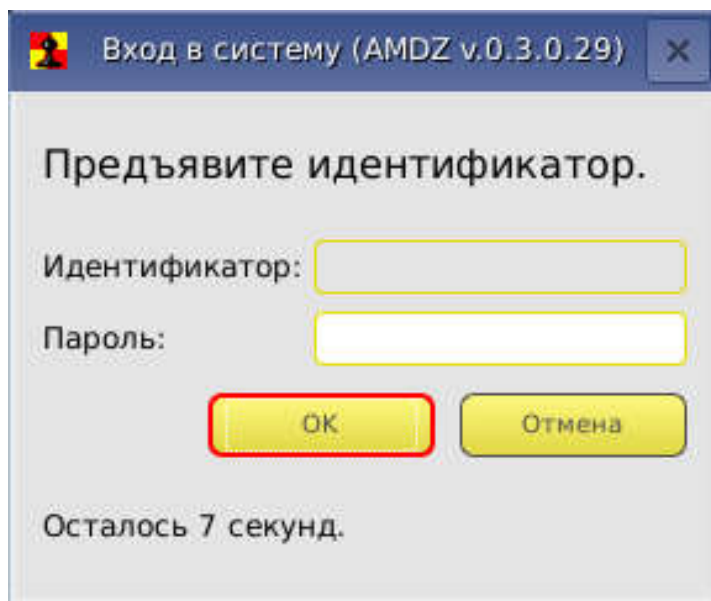 Вход в систему (AMDZ v.0.3.0.29)
Предъявите идентификатор.
Идентификатор:
Пароль:
OK Отмена
Осталось 7 секунд.